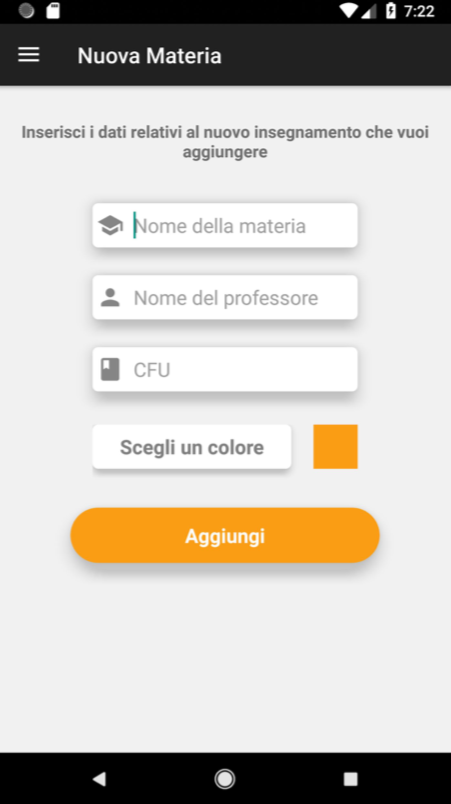 7:22
Nuova Materia
Inserisci i dati relativi al nuovo insegnamento che vuoi
aggiungere
Nome della materia
Nome del professore
CFU
Scegli un colore
Aggiungi